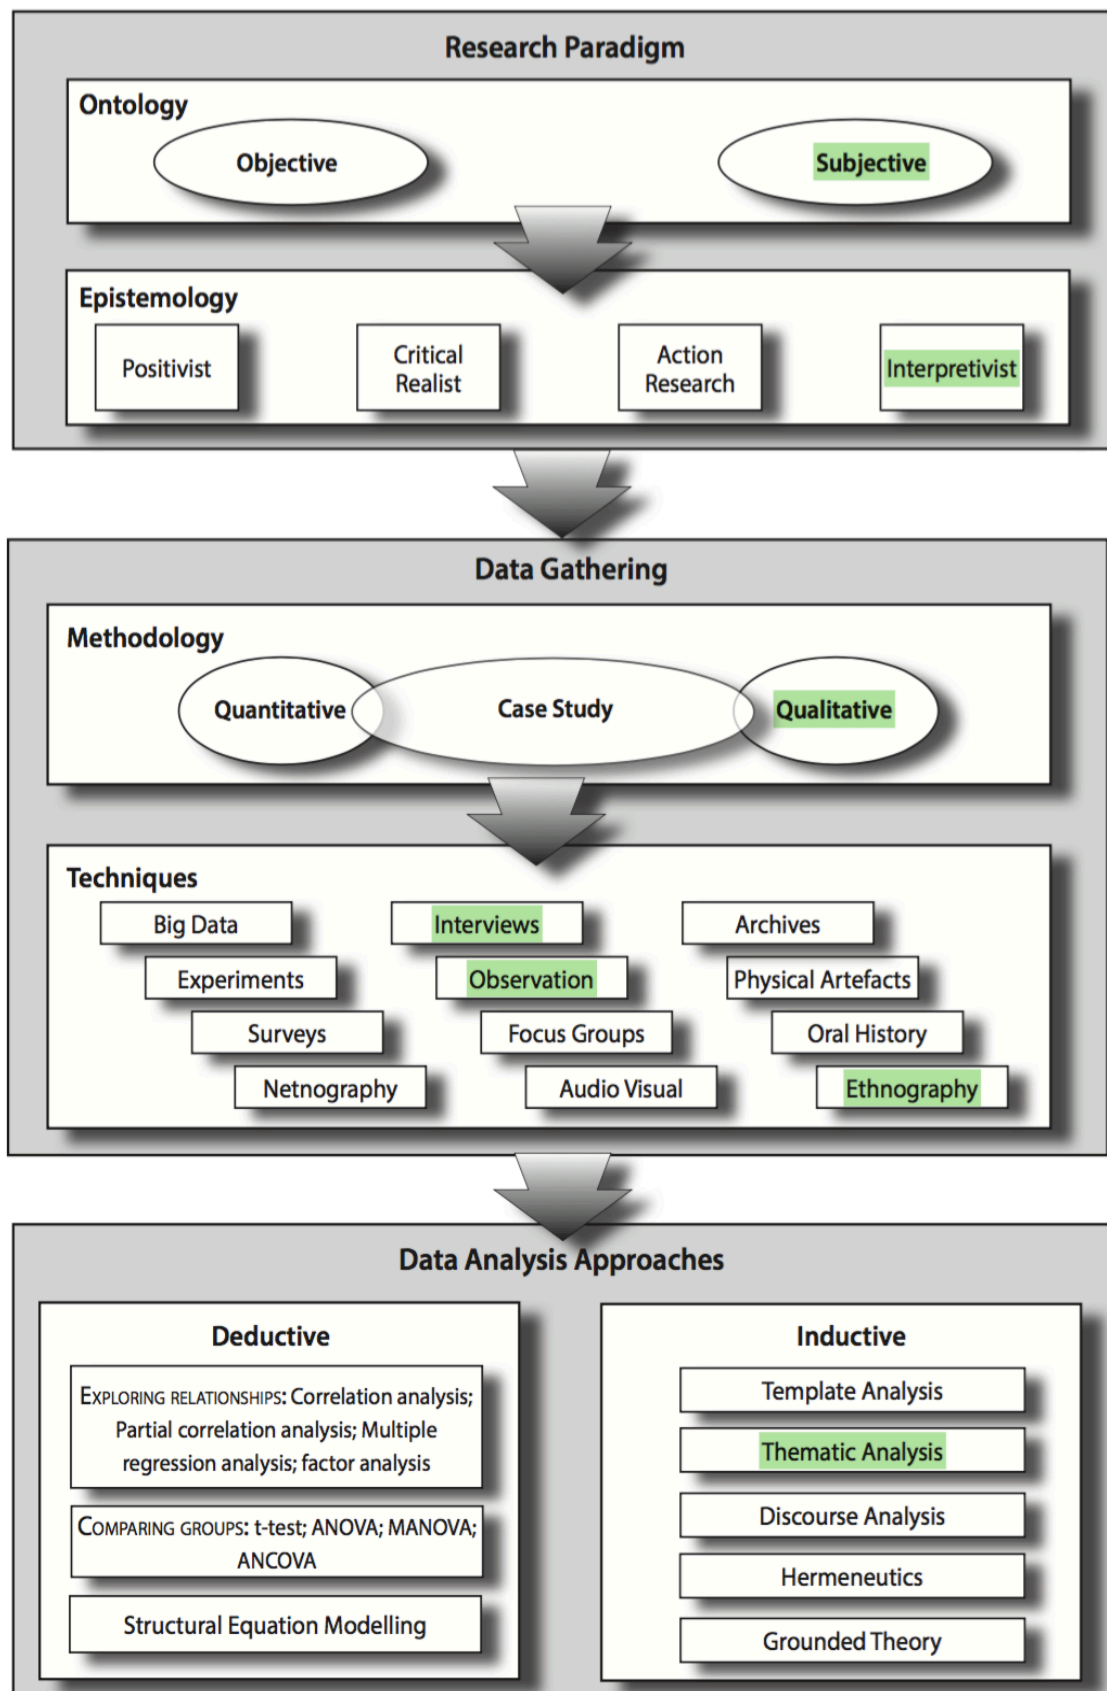 Research Paradigm
Ontology
Objective
Subjective
Epistemology
Positivist
Critical
Realist
Action
Research
Interpretivist
Data Gathering
Methodology
Quantitative
Case Study
Qualitative
Techniques
Big Data
Interviews
Archives
Experiments
Observation
Physical Artefacts
Surveys
Focus Groups
Oral History
Netnography
Audio Visual
Ethnography
Data Analysis Approaches
Deductive
EXPLORING RELATIONSHIPS: Correlation analysis;
Partial correlation analysis; Multiple
regression analysis; factor analysis
COMPARING GROUPS: t-test; ANOVA; MANOVA;
ANCOVA
Structural Equation Modelling
Inductive
Template Analysis
Thematic Analysis
Discourse Analysis
Hermeneutics
Grounded Theory